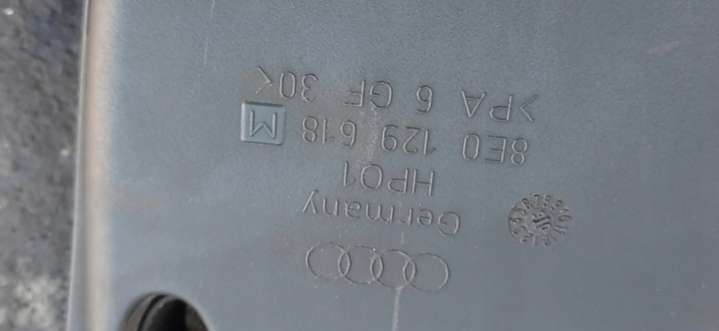 Germany
HP01
8E0 129 618 M
>PA 6 GF 30<